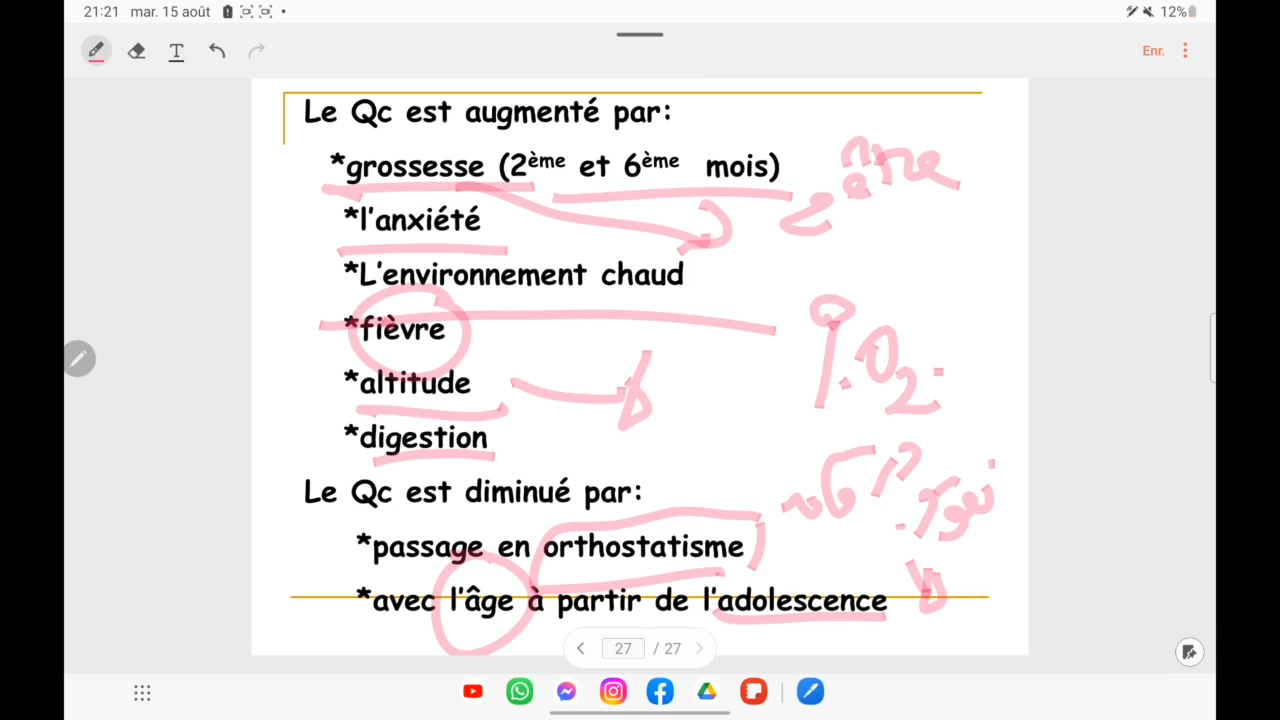 21:21 mar. 15 août
12%
Enr.
Le Qc est augmenté par:
*grossesse (2ème et 6ème mois)
*l'anxiété
*L'environnement chaud
*fièvre
*altitude
*digestion
Le Qc est diminué par:
*passage en orthostatisme
*avec l'âge à partir de l'adolescence
O2
27 / 27